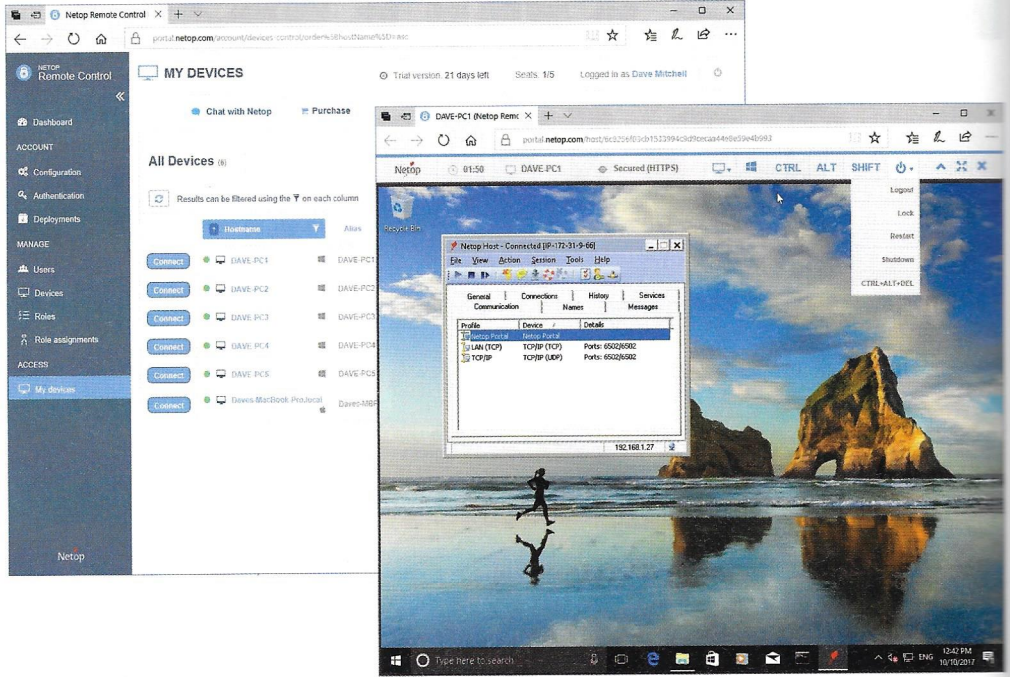 Netop Remote Control
portal.netop.com/account/devices-control/order
NETOP
Remote Control
MY DEVICES
Trial version. 21 days left
Seats. 1/5
Logged in as Dave Mitchell
Chat with Netop
Purchase
Dashboard
ACCOUNT
Configuration
Authentication
Deployments
MANAGE
Users
Devices
Roles
Role assignments
ACCESS
My devices
Netop
All Devices
Results can be filtered using the
on each column
Hostname
Alias
Connect
DAVE-PC1
DAVE-PC1
Connect
DAVE-PC2
DAVE-PC2
Connect
DAVE-PC3
DAVE-PC3
Connect
DAVE-PC4
DAVE-PC4
Connect
DAVE-PC5
DAVE-PC5
Connect
Daves-MacBook-Pro.local
Daves-MBP
DAVE-PC1 (Netop Remc
portal.netop.com/host/
Netop
01:50
DAVE-PC1
Secured (HTTPS)
CTRL
ALT
SHIFT
Logout
Lock
Restart
Shutdown
CTRL+ALT+DEL
Recycle Bin
Netop Host - Connected [IP-172-31-9-66]
File View Action Session Tools Help
General Connections History Services
Communication Names Messages
Profile Device Details
Netop Portal Netop Portal
LAN (TCP) TCP/IP (TCP) Ports: 6502/6502
TCP/IP TCP/IP (UDP) Ports: 6502/6502
192.168.1.27
Type here to search
ENG
12:42 PM
10/10/2017